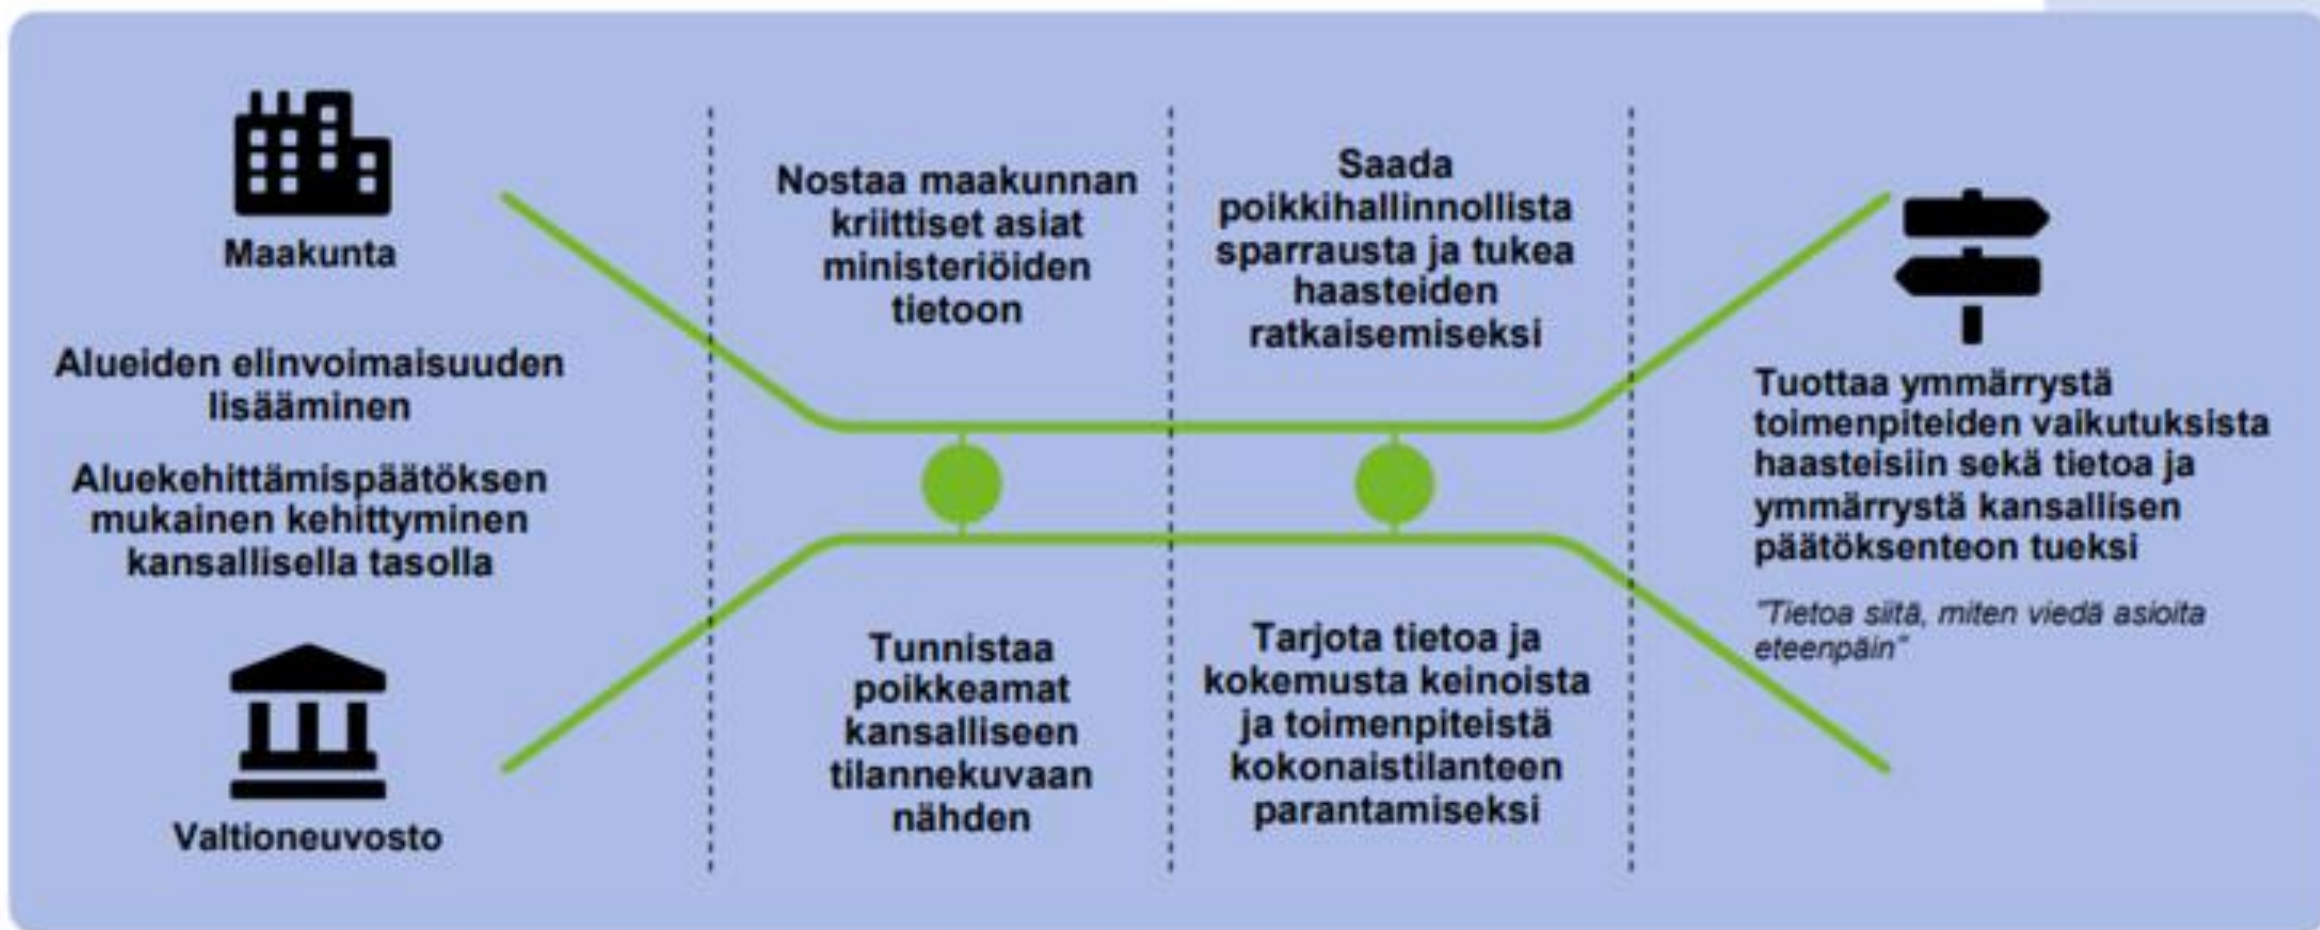 Maakunta
Alueiden elinvoimaisuuden
lisääminen
Aluekehittämispäätöksen
mukainen kehittyminen
kansallisella tasolla
Valtioneuvosto
Nostaa maakunnan
kriittiset asiat
ministeriöiden
tietoon
Tunnistaa
poikkeamat
kansalliseen
tilannekuvaan
nähden
Saada
poikkihallinnollista
sparrausta ja tukea
haasteiden
ratkaisemiseksi
Tarjota tietoa ja
kokemusta keinoista
ja toimenpiteistä
kokonaistilanteen
parantamiseksi
Tuottaa ymmärrystä
toimenpiteiden vaikutuksista
haasteisiin sekä tietoa ja
ymmärrystä kansallisen
päätöksenteon tueksi
"Tietoa siitä, miten viedä asioita
eteenpäin"